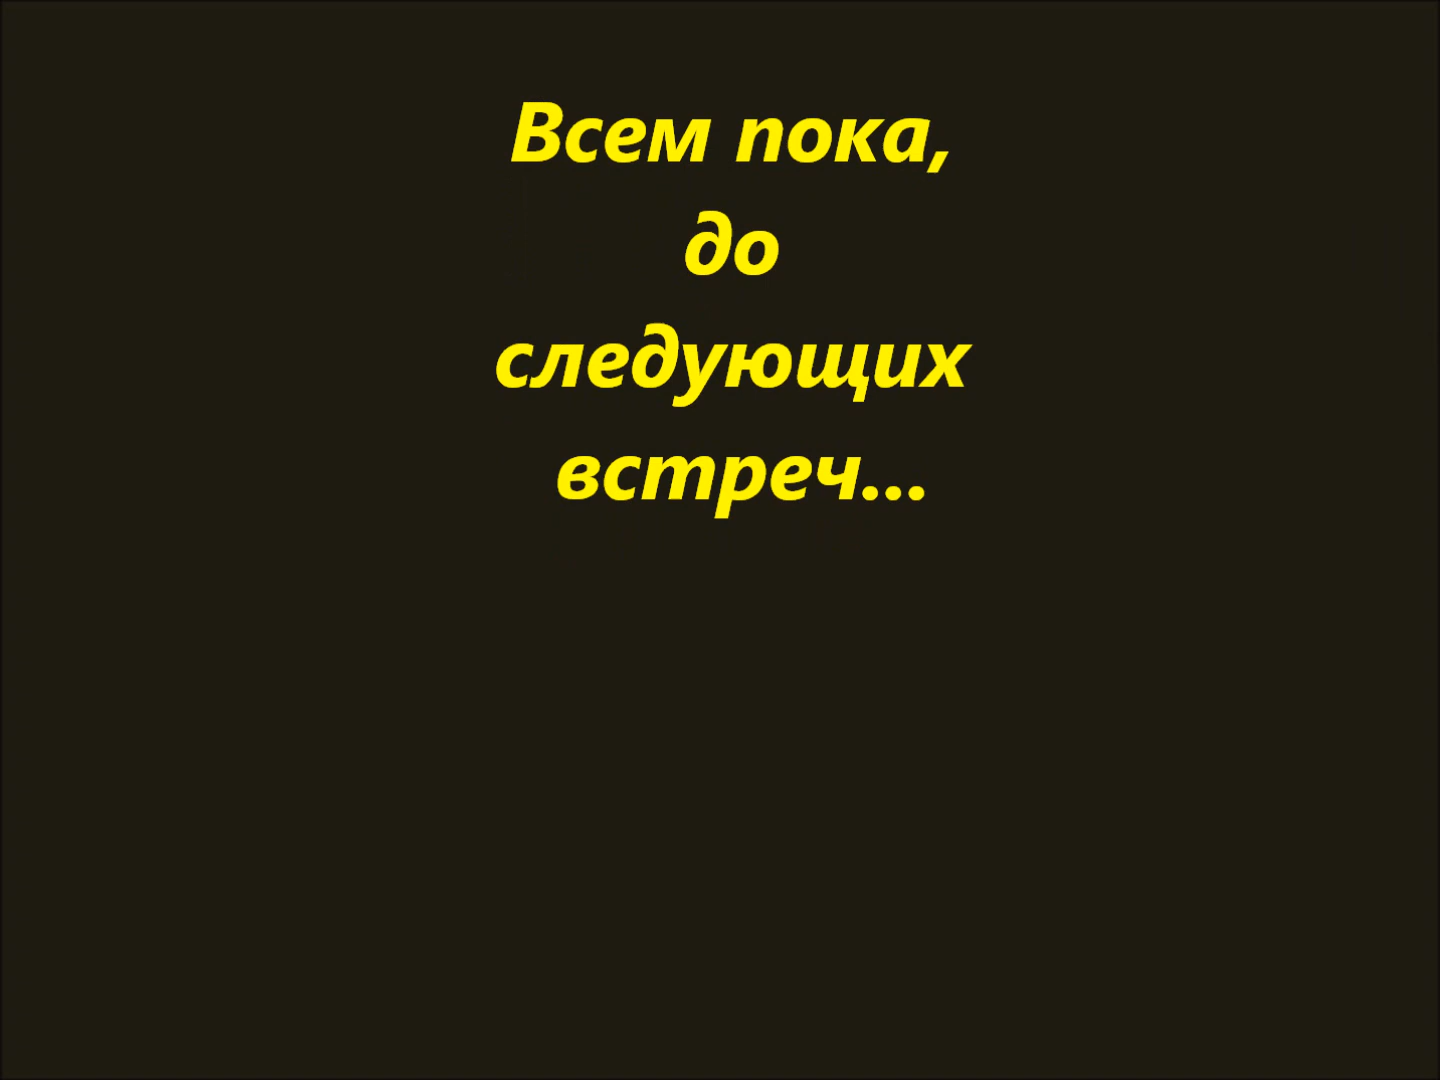 Всем пока,
до
следующих
встреч...